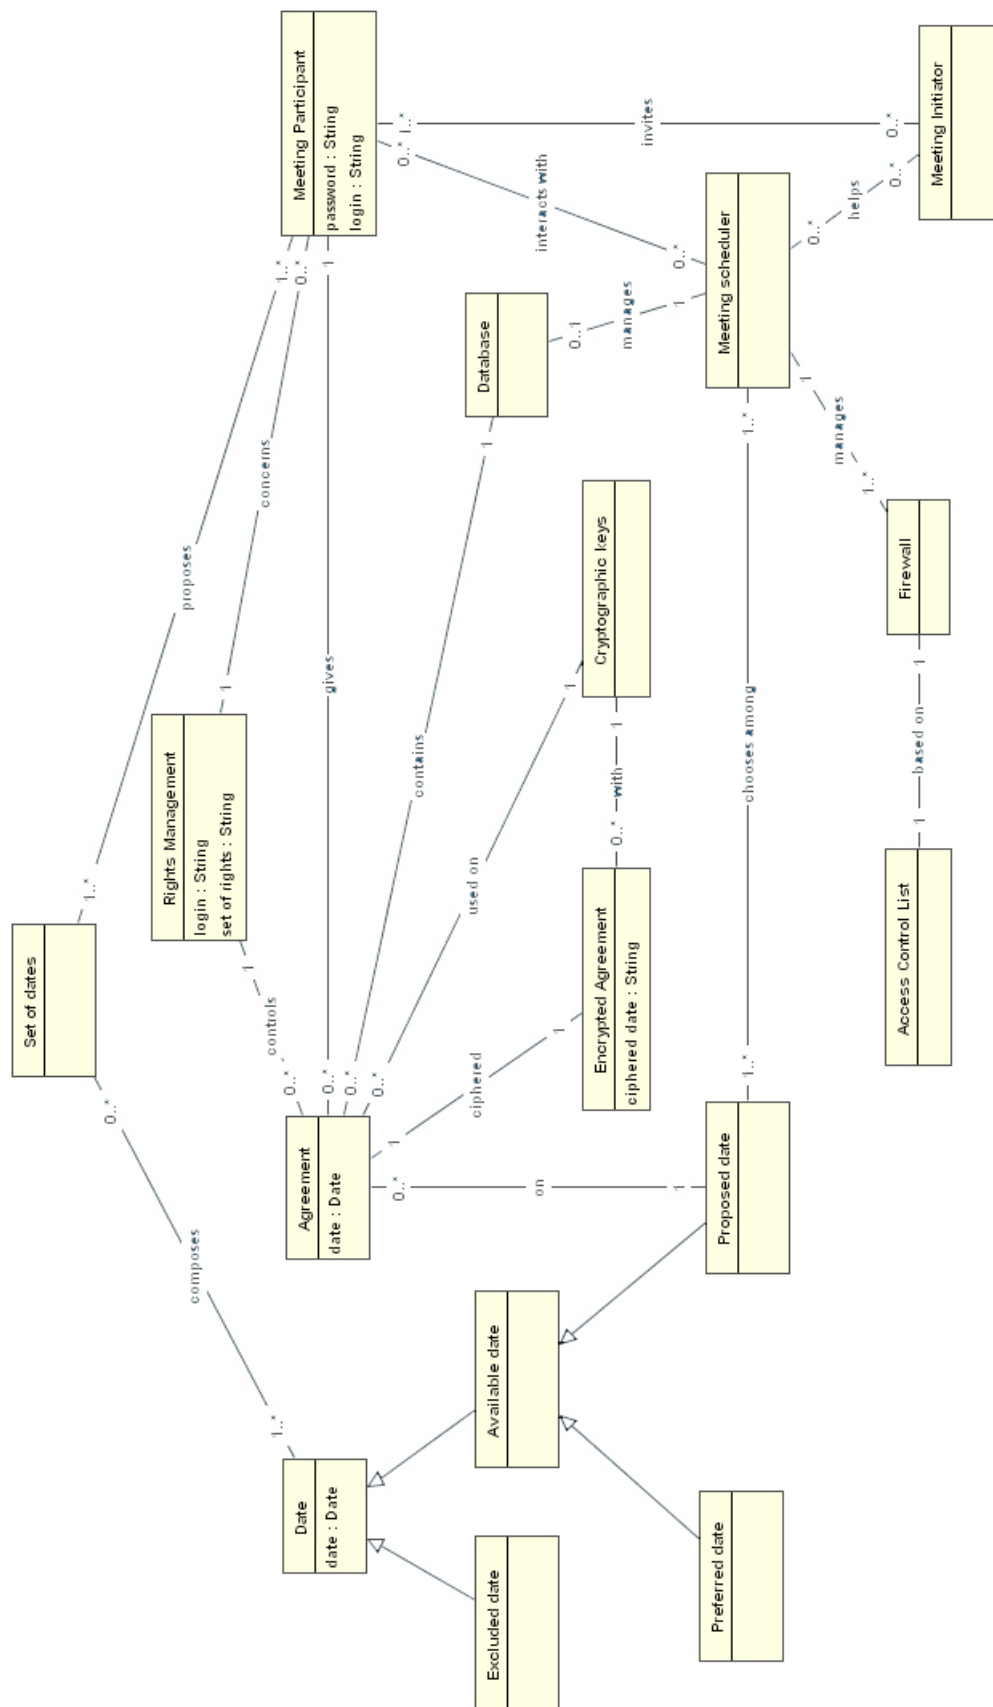 Set of dates
1..*
0..*
proposes
composes
Rights Management
login : String
set of rights : String
1
1
concerns
controls
Date
date : Date
1..*
Agreement
date : Date
0..*
0..*
0..*
0..*
gives
Meeting Participant
password : String
login : String
1..*
0..*
1
0..*
1..*
contains
used on
ciphered
1
1
0..*
on
1
Excluded date
Available date
Database
1
0..1
manages
1
interacts with
0..*
invites
Encrypted Agreement
ciphered date : String
1
0..*
with
1
Cryptographic keys
1
Preferred date
Proposed date
1..*
chooses among
1..*
Meeting scheduler
1
manages
1..*
0..*
helps
0..*
0..*
Access Control List
1
based on
1
Firewall
Meeting Initiator